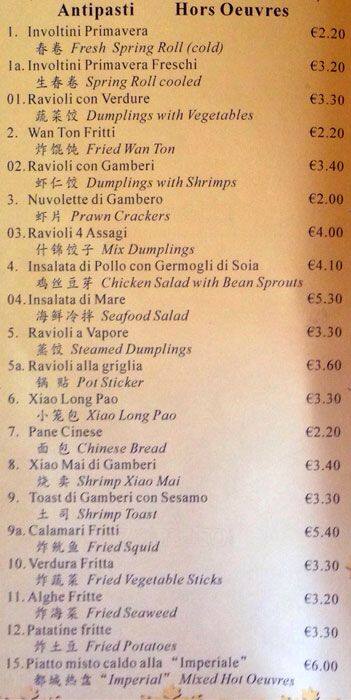 Antipasti Hors Oeuvres
1. Involtini Primavera €2.20
春卷 Fresh Spring Roll (cold)
1a. Involtini Primavera Freschi €3.20
生春卷 Spring Roll cooled
01. Ravioli con Verdure €3.30
蔬菜饺 Dumplings with Vegetables
2. Wan Ton Fritti €2.20
炸馄饨 Fried Wan Ton
02. Ravioli con Gamberi €3.40
虾仁饺 Dumplings with Shrimps
3. Nuvolette di Gambero €2.00
虾片 Prawn Crackers
03. Ravioli 4 Assagi €4.00
什锦饺子 Mix Dumplings
4. Insalata di Pollo con Germogli di Soia €4.10
鸡丝豆芽 Chicken Salad with Bean Sprouts
04. Insalata di Mare €5.30
海鲜冷拌 Seafood Salad
5. Ravioli a Vapore €3.30
蒸饺 Steamed Dumplings
5a. Ravioli alla griglia €3.60
锅 贴 Pot Sticker
6. Xiao Long Pao €3.30
小笼包 Xiao Long Pao
7. Pane Cinese €2.20
面 包 Chinese Bread
8. Xiao Mai di Gamberi €3.40
烧 卖 Shrimp Xiao Mai
9. Toast di Gamberi con Sesamo €3.30
土 司 Shrimp Toast
9a. Calamari Fritti €5.40
炸鱿鱼 Fried Squid
10. Verdura Fritta €3.30
炸蔬菜 Fried Vegetable Sticks
11. Alghe Fritte €3.20
炸海菜 Fried Seaweed
12. Patatine fritte €3.30
炸土豆 Fried Potatoes
15. Piatto misto caldo alla “Imperiale” €6.00
都城热盘 “Imperial” Mixed Hot Oeuvres